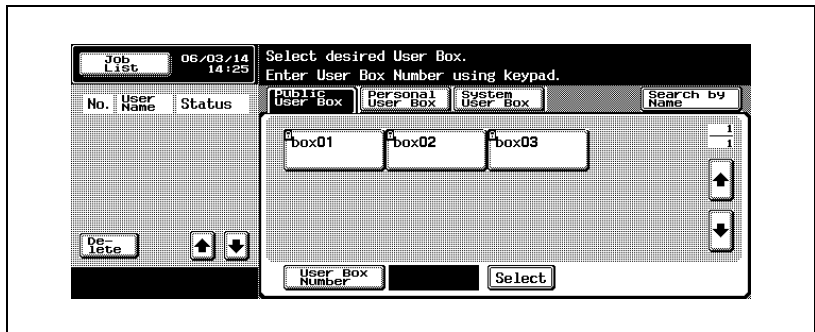 Job
List
06/03/14
14:25
Select desired User Box.
Enter User Box Number using keypad.
No. User
Name Status
Public
User Box
Personal
User Box
System
User Box
Search by
Name
box01 box02 box03
1
1
De-
lete
User Box
Number
Select